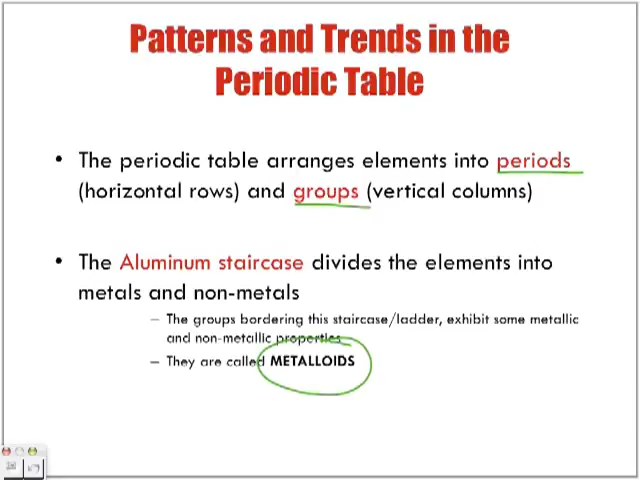 Patterns and Trends in the
Periodic Table
• The periodic table arranges elements into periods
(horizontal rows) and groups (vertical columns)
• The Aluminum staircase divides the elements into
metals and non-metals
– The groups bordering this staircase/ladder, exhibit some metallic
and non-metallic properties
– They are called METALLOIDS